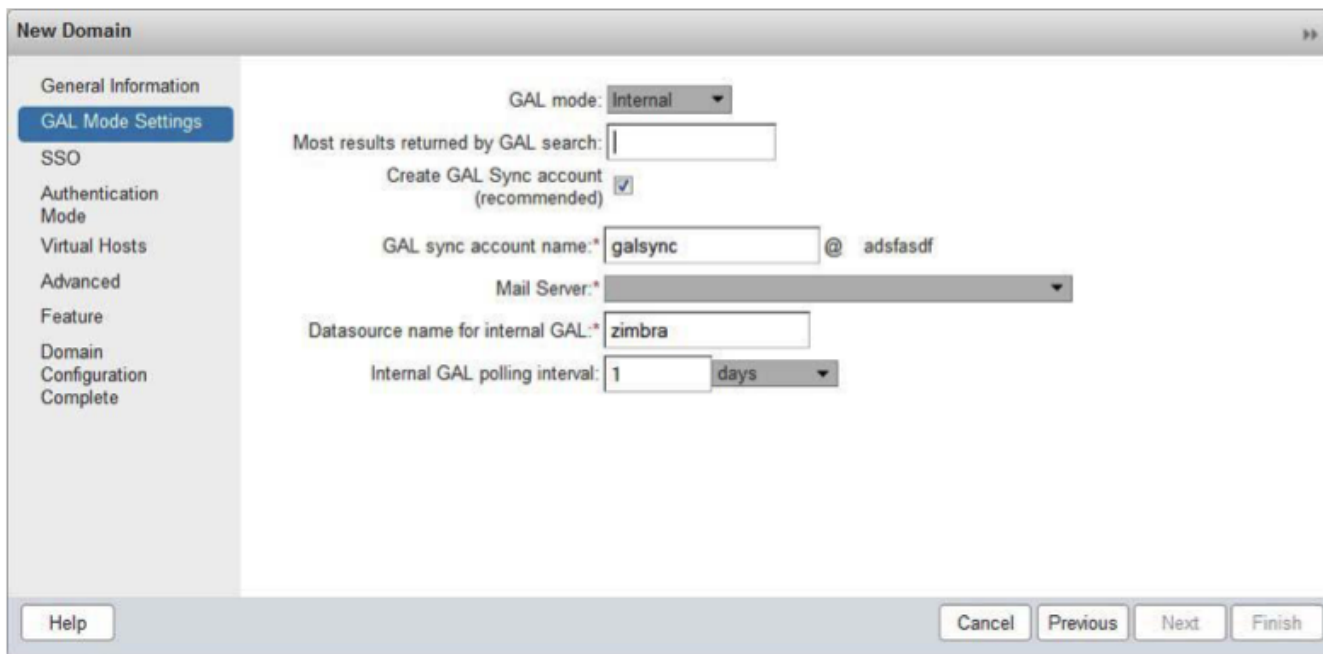 New Domain
General Information
GAL Mode Settings
SSO
Authentication
Mode
Virtual Hosts
Advanced
Feature
Domain
Configuration
Complete
GAL mode: Internal
Most results returned by GAL search:
Create GAL Sync account
(recommended)
GAL sync account name:* galsync @ adsfasdf
Mail Server:*
Datasource name for internal GAL:* zimbra
Internal GAL polling interval: 1 days
Help Cancel Previous Next Finish